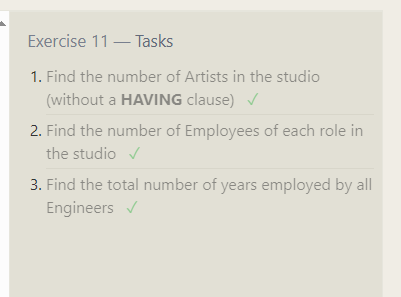 Exercise 11 — Tasks
1. Find the number of Artists in the studio
(without a HAVING clause) ✓
2. Find the number of Employees of each role in
the studio ✓
3. Find the total number of years employed by all
Engineers ✓